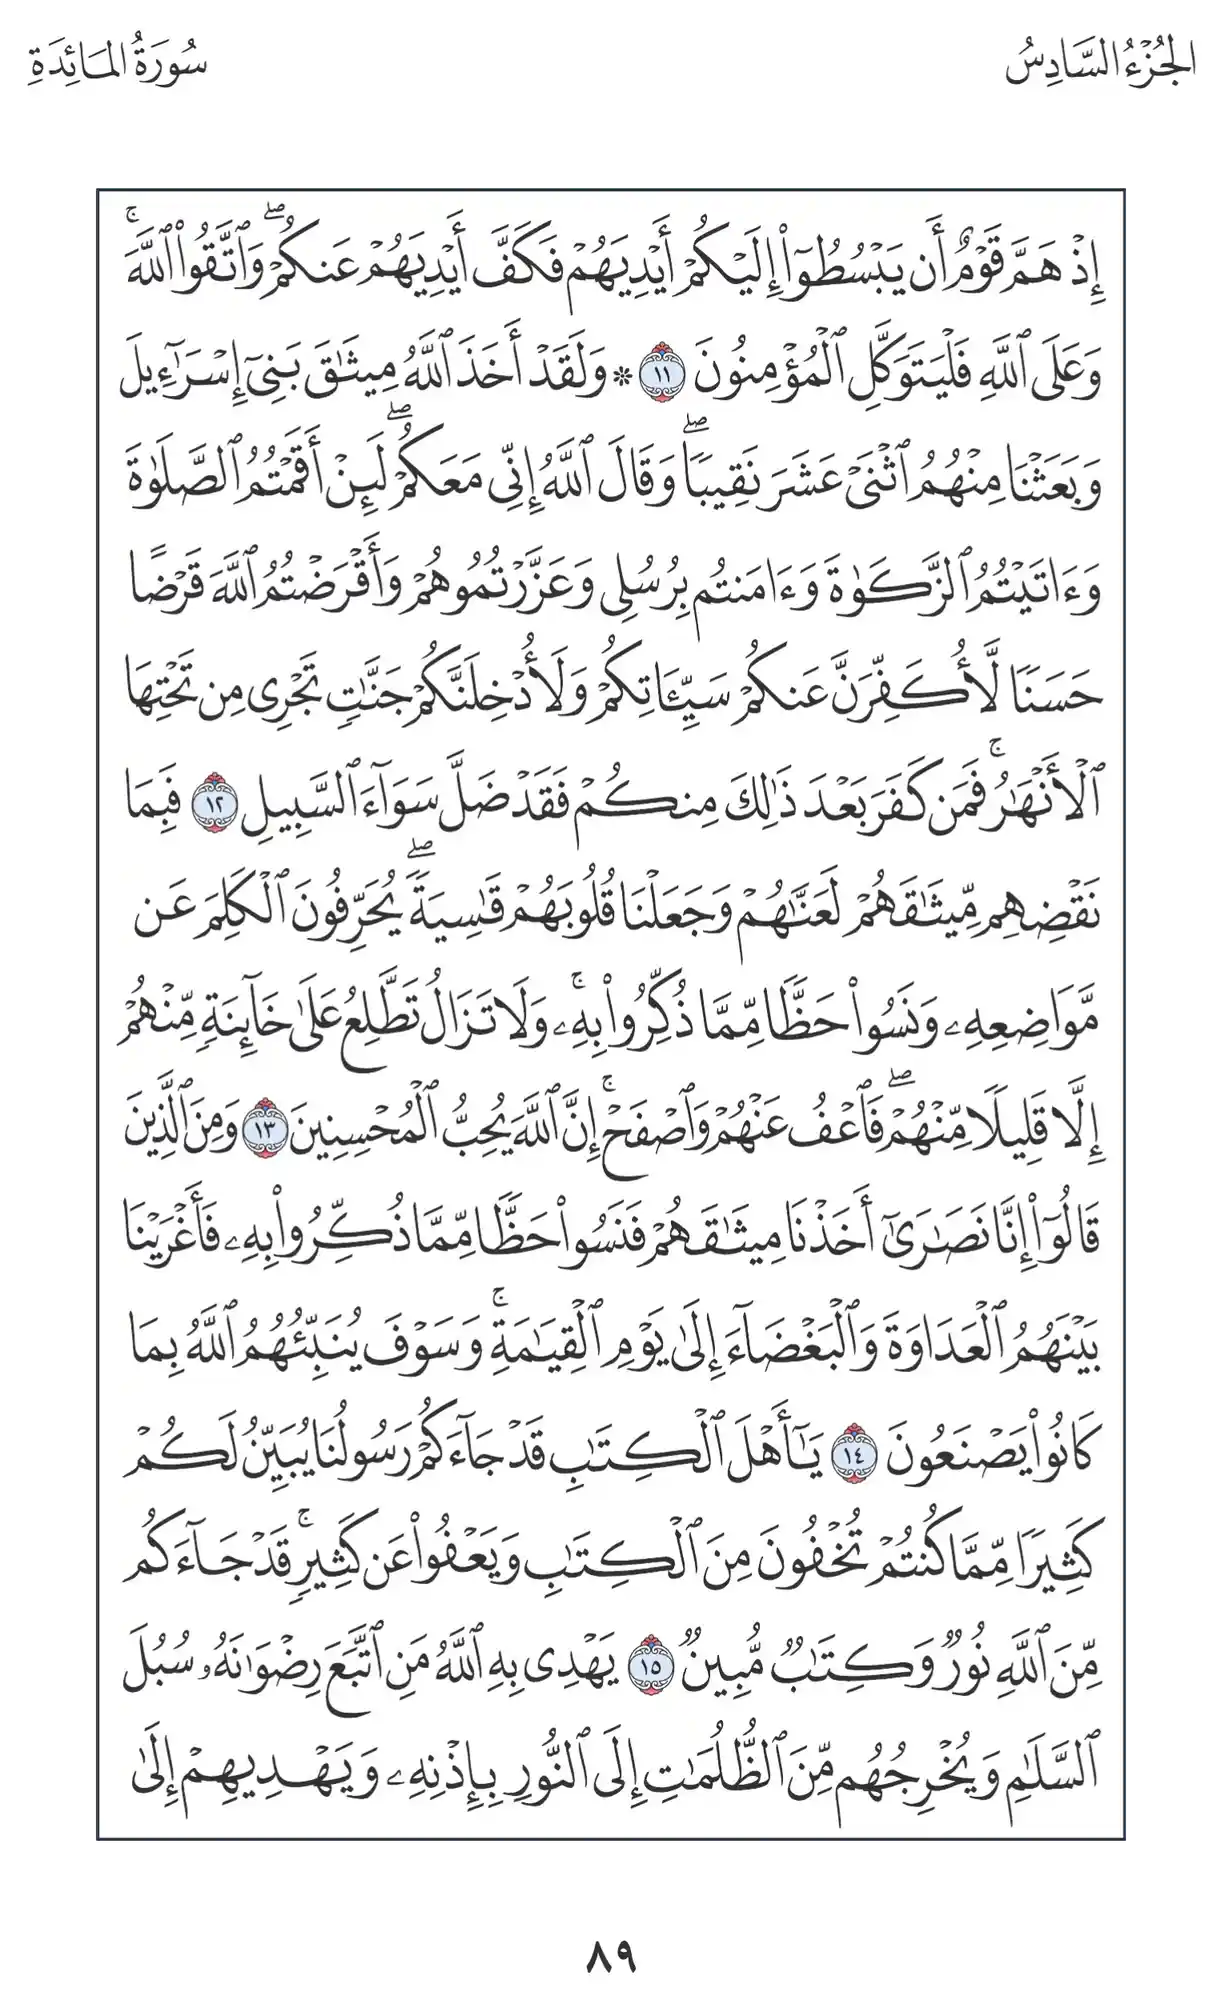 الجُزْءُ السَّادِسُ
سُورَةُ المَائِدَةِ
إِذْ هَمَّ قَوْمٌ أَن يَبْسُطُوٓا۟ إِلَيْكُمْ أَيْدِيَهُمْ فَكَفَّ أَيْدِيَهُمْ عَنكُمْ ۖ وَٱتَّقُوا۟ ٱللَّهَ ۚ
وَعَلَى ٱللَّهِ فَلْيَتَوَكَّلِ ٱلْمُؤْمِنُونَ ١١ * وَلَقَدْ أَخَذَ ٱللَّهُ مِيثَـٰقَ بَنِىٓ إِسْرَٰٓءِيلَ
وَبَعَثْنَا مِنْهُمُ ٱثْنَىْ عَشَرَ نَقِيبًا ۖ وَقَالَ ٱللَّهُ إِنِّى مَعَكُمْ ۖ لَئِنْ أَقَمْتُمُ ٱلصَّلَوٰةَ
وَءَاتَيْتُمُ ٱلزَّكَوٰةَ وَءَامَنتُم بِرُسُلِى وَعَزَّرْتُمُوهُمْ وَأَقْرَضْتُمُ ٱللَّهَ قَرْضًا
حَسَنًا لَّأُكَفِّرَنَّ عَنكُمْ سَيِّـَٔاتِكُمْ وَلَأُدْخِلَنَّكُمْ جَنَّـٰتٍ تَجْرِى مِن تَحْتِهَا
ٱلْأَنْهَـٰرُ ۚ فَمَن كَفَرَ بَعْدَ ذَٰلِكَ مِنكُمْ فَقَدْ ضَلَّ سَوَآءَ ٱلسَّبِيلِ ١٢ فَبِمَا
نَقْضِهِم مِّيثَـٰقَهُمْ لَعَنَّـٰهُمْ وَجَعَلْنَا قُلُوبَهُمْ قَـٰسِيَةً ۖ يُحَرِّفُونَ ٱلْكَلِمَ عَن
مَّوَاضِعِهِۦ وَنَسُوا۟ حَظًّا مِّمَّا ذُكِّرُوا۟ بِهِۦ ۚ وَلَا تَزَالُ تَطَّلِعُ عَلَىٰ خَآئِنَةٍ مِّنْهُمْ
إِلَّا قَلِيلًا مِّنْهُمْ ۖ فَٱعْفُ عَنْهُمْ وَٱصْفَحْ ۚ إِنَّ ٱللَّهَ يُحِبُّ ٱلْمُحْسِنِينَ ١٣ وَمِنَ ٱلَّذِينَ
قَالُوٓا۟ إِنَّا نَصَـٰرَىٰٓ أَخَذْنَا مِيثَـٰقَهُمْ فَنَسُوا۟ حَظًّا مِّمَّا ذُكِّرُوا۟ بِهِۦ فَأَغْرَيْنَا
بَيْنَهُمُ ٱلْعَدَاوَةَ وَٱلْبَغْضَآءَ إِلَىٰ يَوْمِ ٱلْقِيَـٰمَةِ ۚ وَسَوْفَ يُنَبِّئُهُمُ ٱللَّهُ بِمَا
كَانُوا۟ يَصْنَعُونَ ١٤ يَـٰٓأَهْلَ ٱلْكِتَـٰبِ قَدْ جَآءَكُمْ رَسُولُنَا يُبَيِّنُ لَكُمْ
كَثِيرًا مِّمَّا كُنتُمْ تُخْفُونَ مِنَ ٱلْكِتَـٰبِ وَيَعْفُوا۟ عَن كَثِيرٍ ۚ قَدْ جَآءَكُم
مِّنَ ٱللَّهِ نُورٌ وَكِتَـٰبٌ مُّبِينٌ ١٥ يَهْدِى بِهِ ٱللَّهُ مَنِ ٱتَّبَعَ رِضْوَٰنَهُۥ سُبُلَ
ٱلسَّلَـٰمِ وَيُخْرِجُهُم مِّنَ ٱلظُّلُمَـٰتِ إِلَى ٱلنُّورِ بِإِذْنِهِۦ وَيَهْدِيهِمْ إِلَىٰ
٨٩